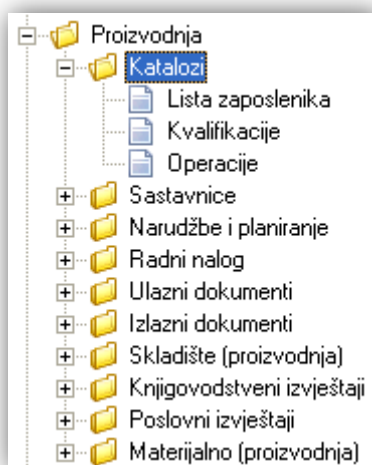 Proizvodnja
Katalozi
Lista zaposlenika
Kvalifikacije
Operacije
Sastavnice
Narudžbe i planiranje
Radni nalog
Ulazni dokumenti
Izlazni dokumenti
Skladište (proizvodnja)
Knjigovodstveni izvještaji
Poslovni izvještaji
Materijalno (proizvodnja)